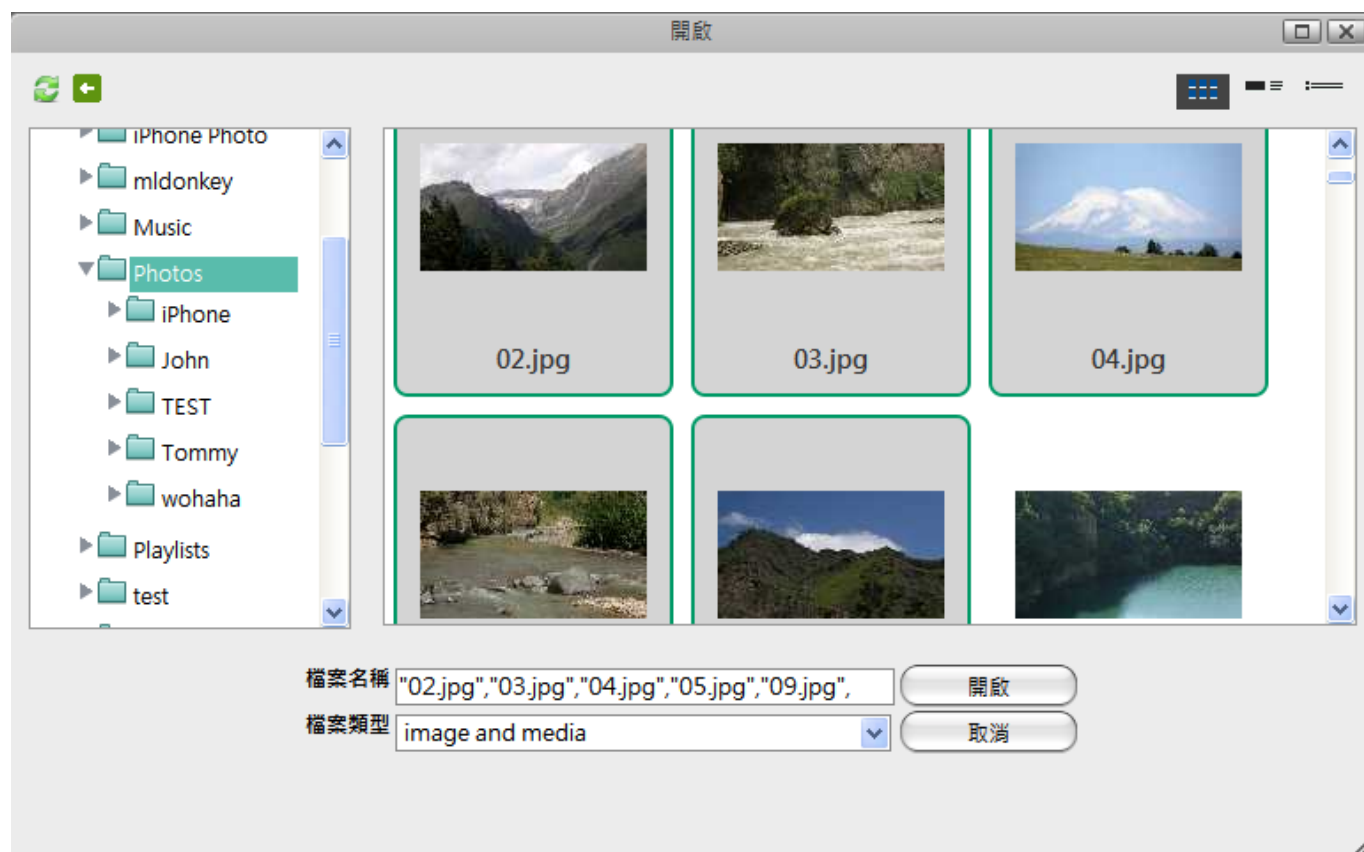 開啟
iPhone Photo
mldonkey
Music
Photos
iPhone
John
TEST
Tommy
wohaha
Playlists
test
02.jpg
03.jpg
04.jpg
檔案名稱 "02.jpg","03.jpg","04.jpg","05.jpg","09.jpg", 開啟
檔案類型 image and media 取消